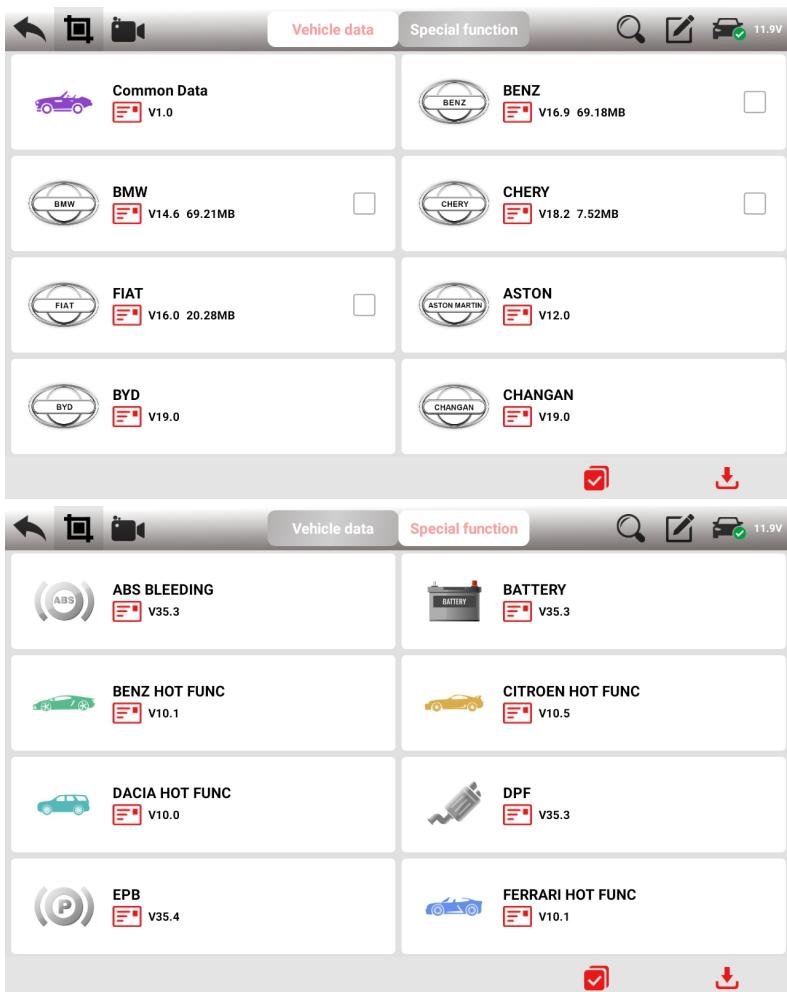 Vehicle data
Special function
11.9V
Common Data
V1.0
BENZ
BENZ
V16.9 69.18MB
BMW
BMW
V14.6 69.21MB
CHERY
CHERY
V18.2 7.52MB
FIAT
FIAT
V16.0 20.28MB
ASTON MARTIN
ASTON
V12.0
BYD
BYD
V19.0
CHANGAN
CHANGAN
V19.0
Vehicle data
Special function
11.9V
ABS
ABS BLEEDING
V35.3
BATTERY
BATTERY
V35.3
BENZ HOT FUNC
V10.1
CITROEN HOT FUNC
V10.5
DACIA HOT FUNC
V10.0
DPF
V35.3
P
EPB
V35.4
FERRARI HOT FUNC
V10.1